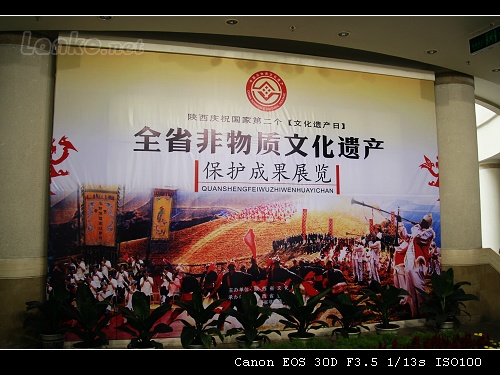 Looko.net
陕西庆祝国家第二个【文化遗产日】
全省非物质文化遗产
保护成果展览
QUANSHENGFEIWUZHIWENHUAYICHAN
Canon EOS 30D F3.5 1/13s ISO100